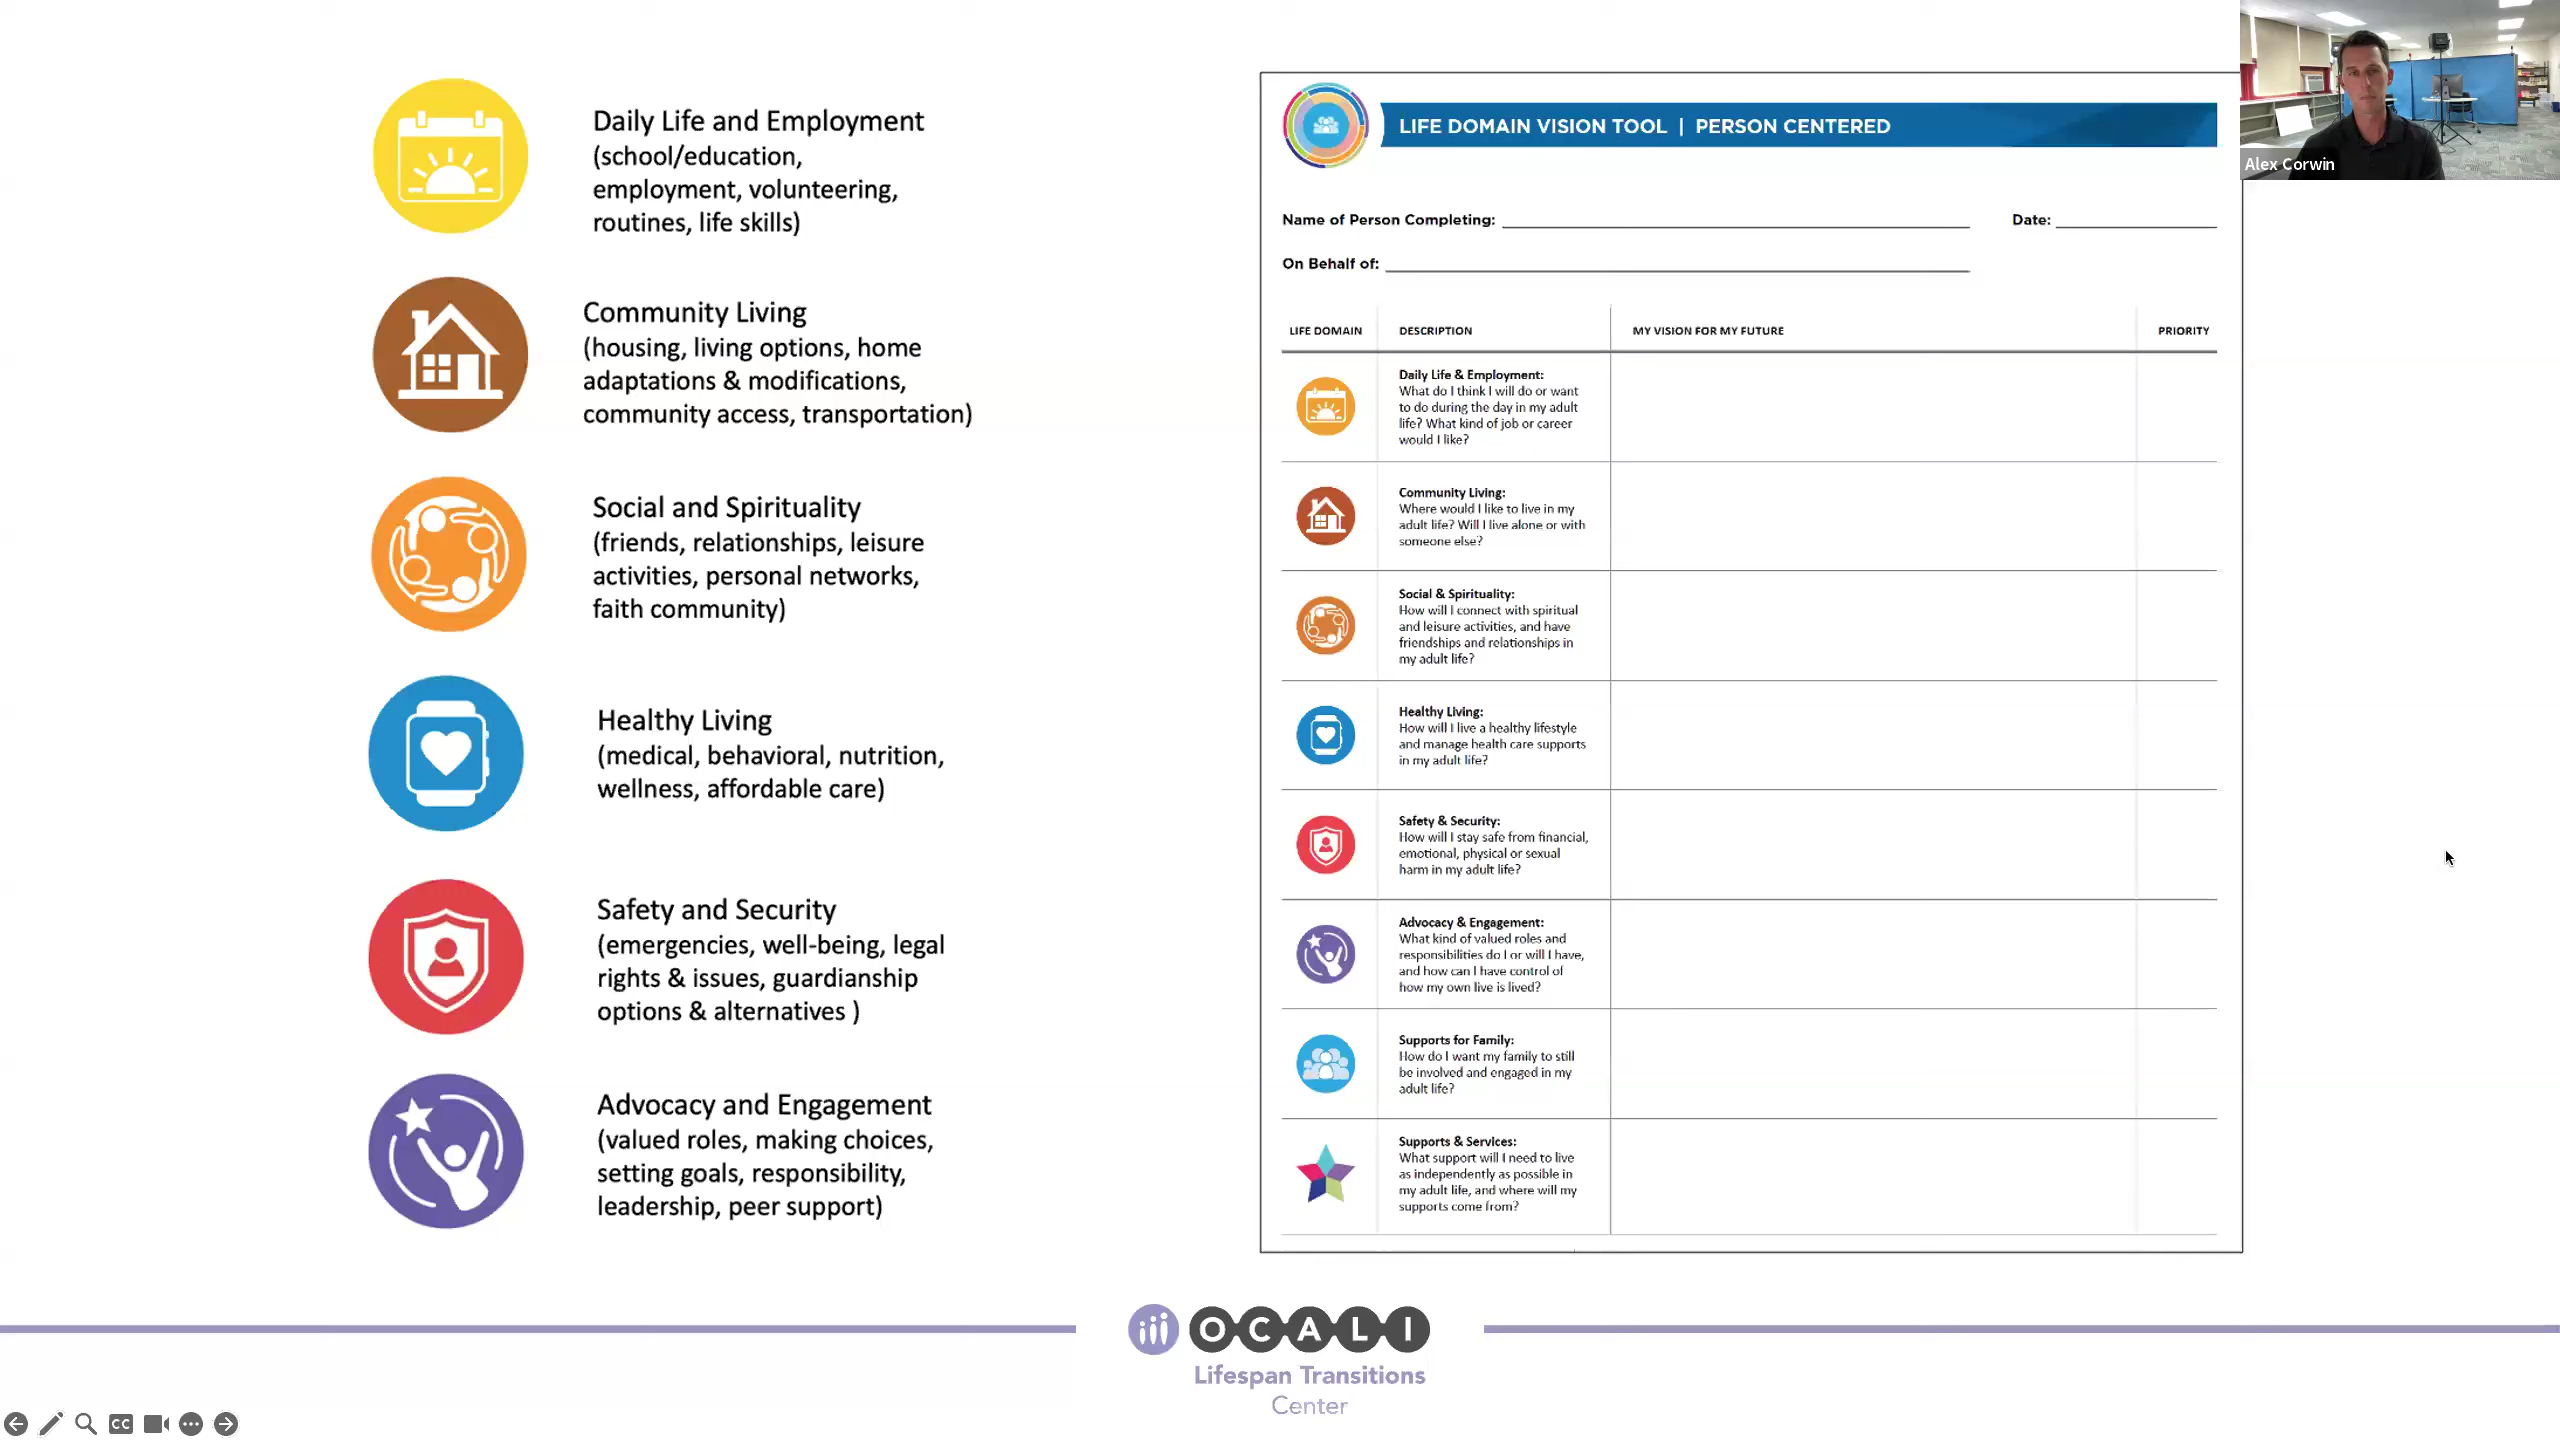 Daily Life and Employment
(school/education,
employment, volunteering,
routines, life skills)
Community Living
(housing, living options, home
adaptations & modifications,
community access, transportation)
Social and Spirituality
(friends, relationships, leisure
activities, personal networks,
faith community)
Healthy Living
(medical, behavioral, nutrition,
wellness, affordable care)
Safety and Security
(emergencies, well-being, legal
rights & issues, guardianship
options & alternatives )
Advocacy and Engagement
(valued roles, making choices,
setting goals, responsibility,
leadership, peer support)
LIFE DOMAIN VISION TOOL | PERSON CENTERED
Name of Person Completing:
Date:
On Behalf of:
LIFE DOMAIN
DESCRIPTION
MY VISION FOR MY FUTURE
PRIORITY
Daily Life & Employment:
What do I think I will do or want
to do during the day in my adult
life? What kind of job or career
would I like?
Community Living:
Where would I like to live in my
adult life? Will I live alone or with
someone else?
Social & Spirituality:
How will I connect with spiritual
and leisure activities, and have
friendships and relationships in
my adult life?
Healthy Living:
How will I live a healthy lifestyle
and manage health care supports
in my adult life?
Safety & Security:
How will I stay safe from financial,
emotional, physical or sexual
harm in my adult life?
Advocacy & Engagement:
What kind of valued roles and
responsibilities do I or will I have,
and how can I have control of
how my own live is lived?
Supports for Family:
How do I want my family to still
be involved and engaged in my
adult life?
Supports & Services:
What support will I need to live
as independently as possible in
my adult life, and where will my
supports come from?
Alex Corwin
OCALI
Lifespan Transitions
Center
CC